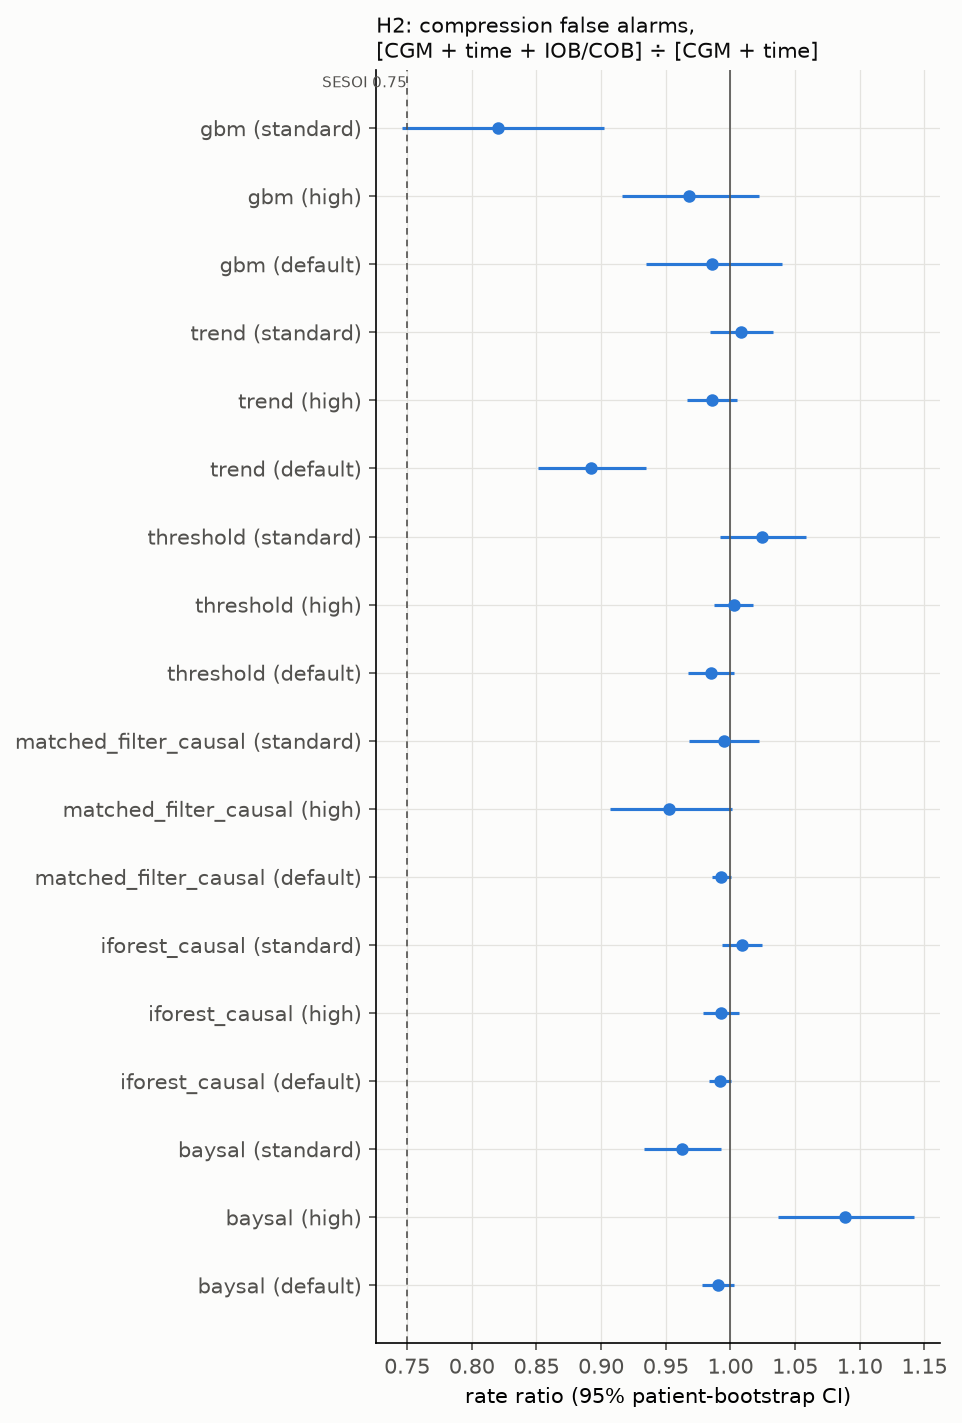 H2: compression false alarms,
[CGM + time + IOB/COB] ÷ [CGM + time]
SESOI 0.75
gbm (standard)
gbm (high)
gbm (default)
trend (standard)
trend (high)
trend (default)
threshold (standard)
threshold (high)
threshold (default)
matched_filter_causal (standard)
matched_filter_causal (high)
matched_filter_causal (default)
iforest_causal (standard)
iforest_causal (high)
iforest_causal (default)
baysal (standard)
baysal (high)
baysal (default)
0.75 0.80 0.85 0.90 0.95 1.00 1.05 1.10 1.15
rate ratio (95% patient-bootstrap CI)